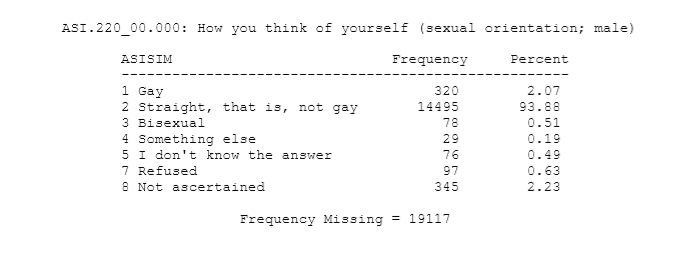 ASI.220_00.000: How you think of yourself (sexual orientation; male)
ASISIM Frequency Percent
1 Gay 320 2.07
2 Straight, that is, not gay 14495 93.88
3 Bisexual 78 0.51
4 Something else 29 0.19
5 I don't know the answer 76 0.49
7 Refused 97 0.63
8 Not ascertained 345 2.23
Frequency Missing = 19117